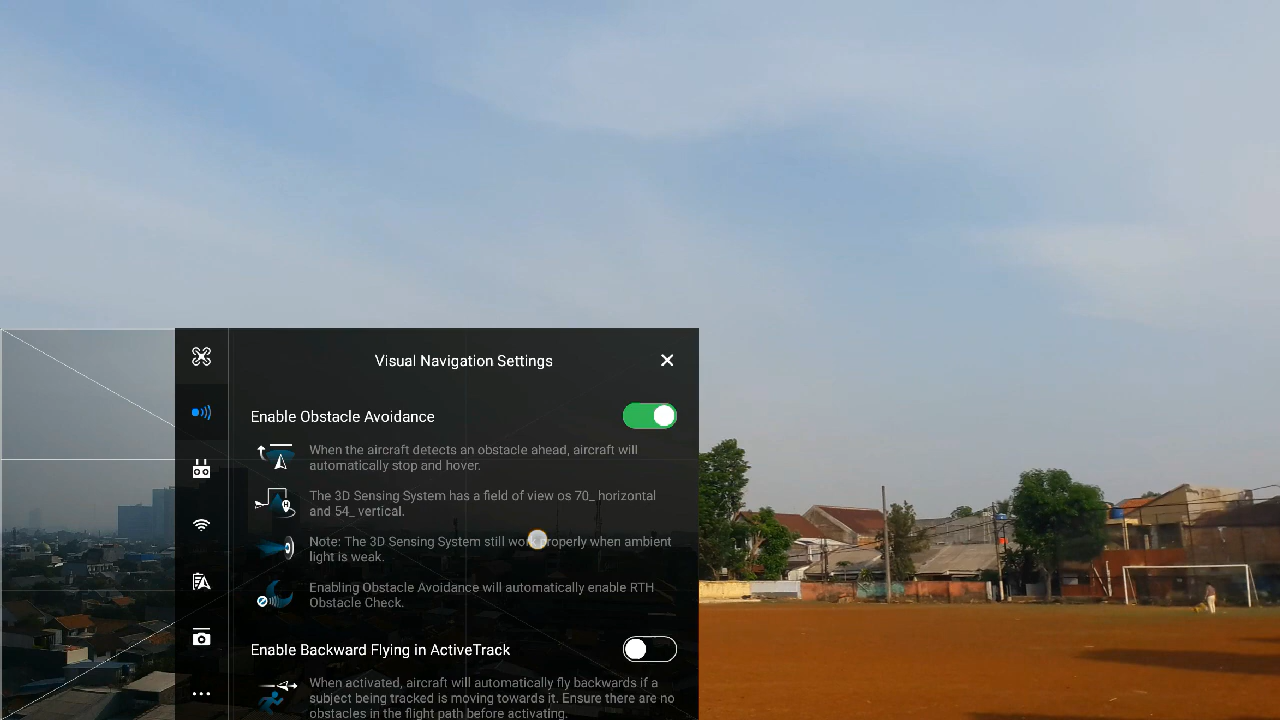 Visual Navigation Settings
Enable Obstacle Avoidance
When the aircraft detects an obstacle ahead, aircraft will
automatically stop and hover.
The 3D Sensing System has a field of view os 70_ horizontal
and 54_ vertical.
Note: The 3D Sensing System still work properly when ambient
light is weak.
Enabling Obstacle Avoidance will automatically enable RTH
Obstacle Check.
Enable Backward Flying in ActiveTrack
When activated, aircraft will automatically fly backwards if a
subject being tracked is moving towards it. Ensure there are no
obstacles in the flight path before activating.